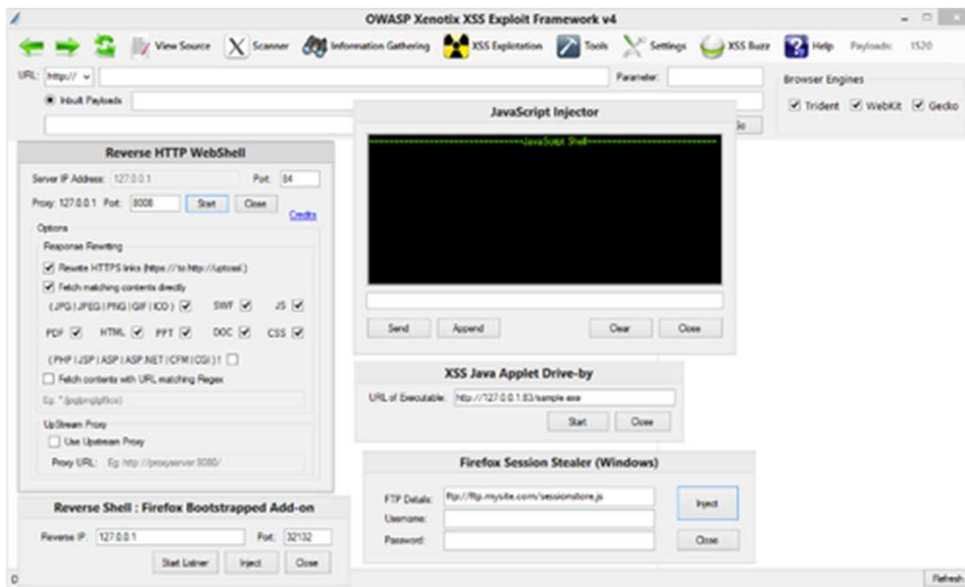 OWASP Xenotix XSS Exploit Framework v4
View Source Scanner Information Gathering XSS Exploitation Tools Settings XSS Buzz Help Payloads: 1520
URL: http:// Parameter: Browser Engines
Inbuilt Payloads Trident WebKit Gecko
Reverse HTTP WebShell
Server IP Address: 127.0.0.1 Port:
Proxy: 127.0.0.1 Port: 8008 Start Close
Credits
Options
Response Rewriting
Rewrite HTTPS links
Fetch matching contents directly
( JPG | JPEG | PNG | GIF | ICO ) SWF JS
PDF HTML PPT DOC CSS
( PHP | JSP | ASP | ASP.NET | CFM | CGI ) !
Fetch contents with URL matching Regex
UpStream Proxy
Use Upstream Proxy
Proxy URL: Eg: http://proxyserver:8080/
Reverse Shell : Firefox Bootstrapped Add-on
Reverse IP: 127.0.0.1 Port: 32132
Start Listner Inject Close
JavaScript Injector
JavaScript Shell
Send Append Clear Close
XSS Java Applet Drive-by
URL of Executable: http://127.0.0.1:83/sample.exe
Start Close
Firefox Session Stealer (Windows)
FTP Details: ftp://ftp.mysite.com/sessionstore.js Inject
Username:
Password: Close
Refresh